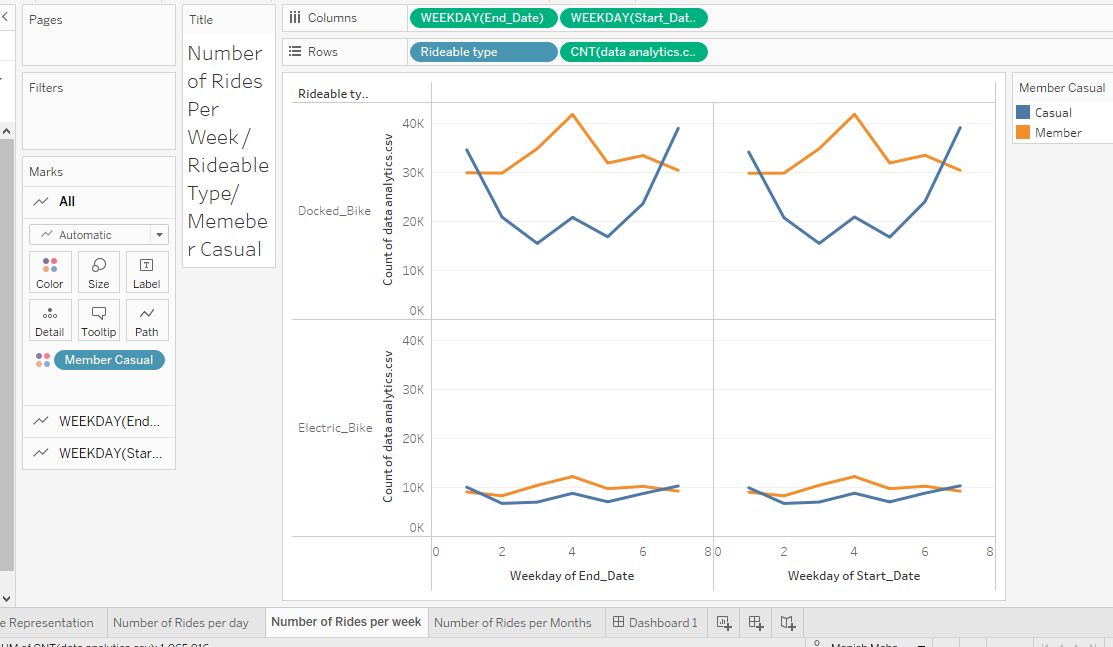 Pages
Filters
Marks
All
Automatic
Color
Size
Label
Detail
Tooltip
Path
Member Casual
WEEKDAY(End...
WEEKDAY(Star...
Title
Number
of Rides
Per
Week/
Rideable
Type/
Memebe
r Casual
Columns
WEEKDAY(End_Date)
WEEKDAY(Start_Dat..
Rows
Rideable type
CNT(data analytics.c..
Rideable ty..
Docked_Bike
Count of data analytics.csv
40K
30K
20K
10K
0K
Electric_Bike
Count of data analytics.csv
40K
30K
20K
10K
0K
0 2 4 6 8
Weekday of End_Date
0 2 4 6 8
Weekday of Start_Date
Member Casual
Casual
Member
e Representation
Number of Rides per day
Number of Rides per week
Number of Rides per Months
Dashboard 1